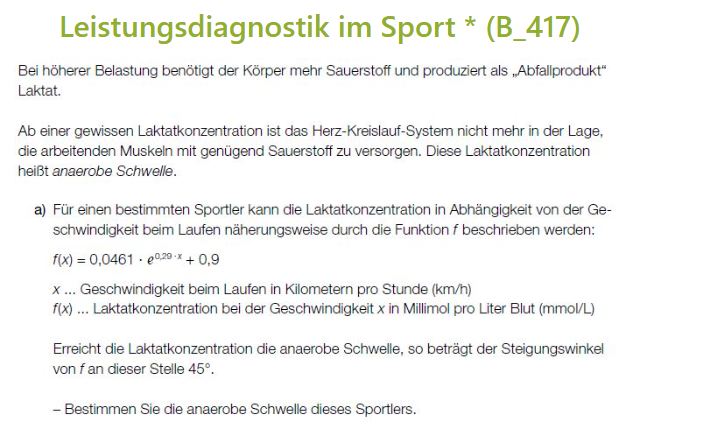 Leistungsdiagnostik im Sport * (B_417)
Bei höherer Belastung benötigt der Körper mehr Sauerstoff und produziert als „Abfallprodukt“
Laktat.
Ab einer gewissen Laktatkonzentration ist das Herz-Kreislauf-System nicht mehr in der Lage,
die arbeitenden Muskeln mit genügend Sauerstoff zu versorgen. Diese Laktatkonzentration
heißt anaerobe Schwelle.
a) Für einen bestimmten Sportler kann die Laktatkonzentration in Abhängigkeit von der Ge-
schwindigkeit beim Laufen näherungsweise durch die Funktion f beschrieben werden:
f(x) = 0,0461 · e^0,29 · x + 0,9
x ... Geschwindigkeit beim Laufen in Kilometern pro Stunde (km/h)
f(x) ... Laktatkonzentration bei der Geschwindigkeit x in Millimol pro Liter Blut (mmol/L)
Erreicht die Laktatkonzentration die anaerobe Schwelle, so beträgt der Steigungswinkel
von f an dieser Stelle 45°.
– Bestimmen Sie die anaerobe Schwelle dieses Sportlers.